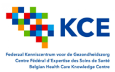 KCE
Federaal Kenniscentrum voor de Gezondheidszorg
Centre Fédéral d'Expertise des Soins de Santé
Belgian Health Care Knowledge Centre